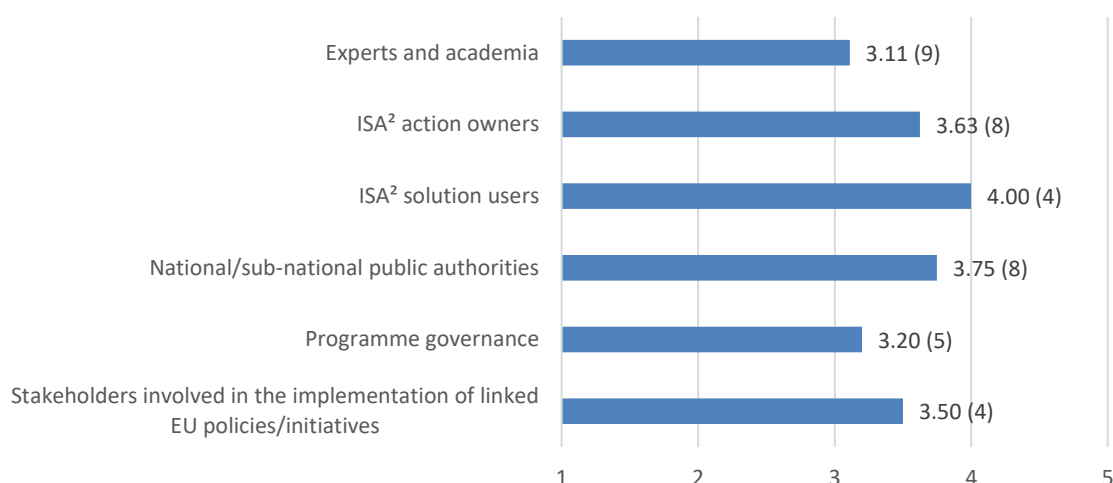 Experts and academia
3.11 (9)
ISA² action owners
3.63 (8)
ISA² solution users
4.00 (4)
National/sub-national public authorities
3.75 (8)
Programme governance
3.20 (5)
Stakeholders involved in the implementation of linked
EU policies/initiatives
3.50 (4)
1 2 3 4 5